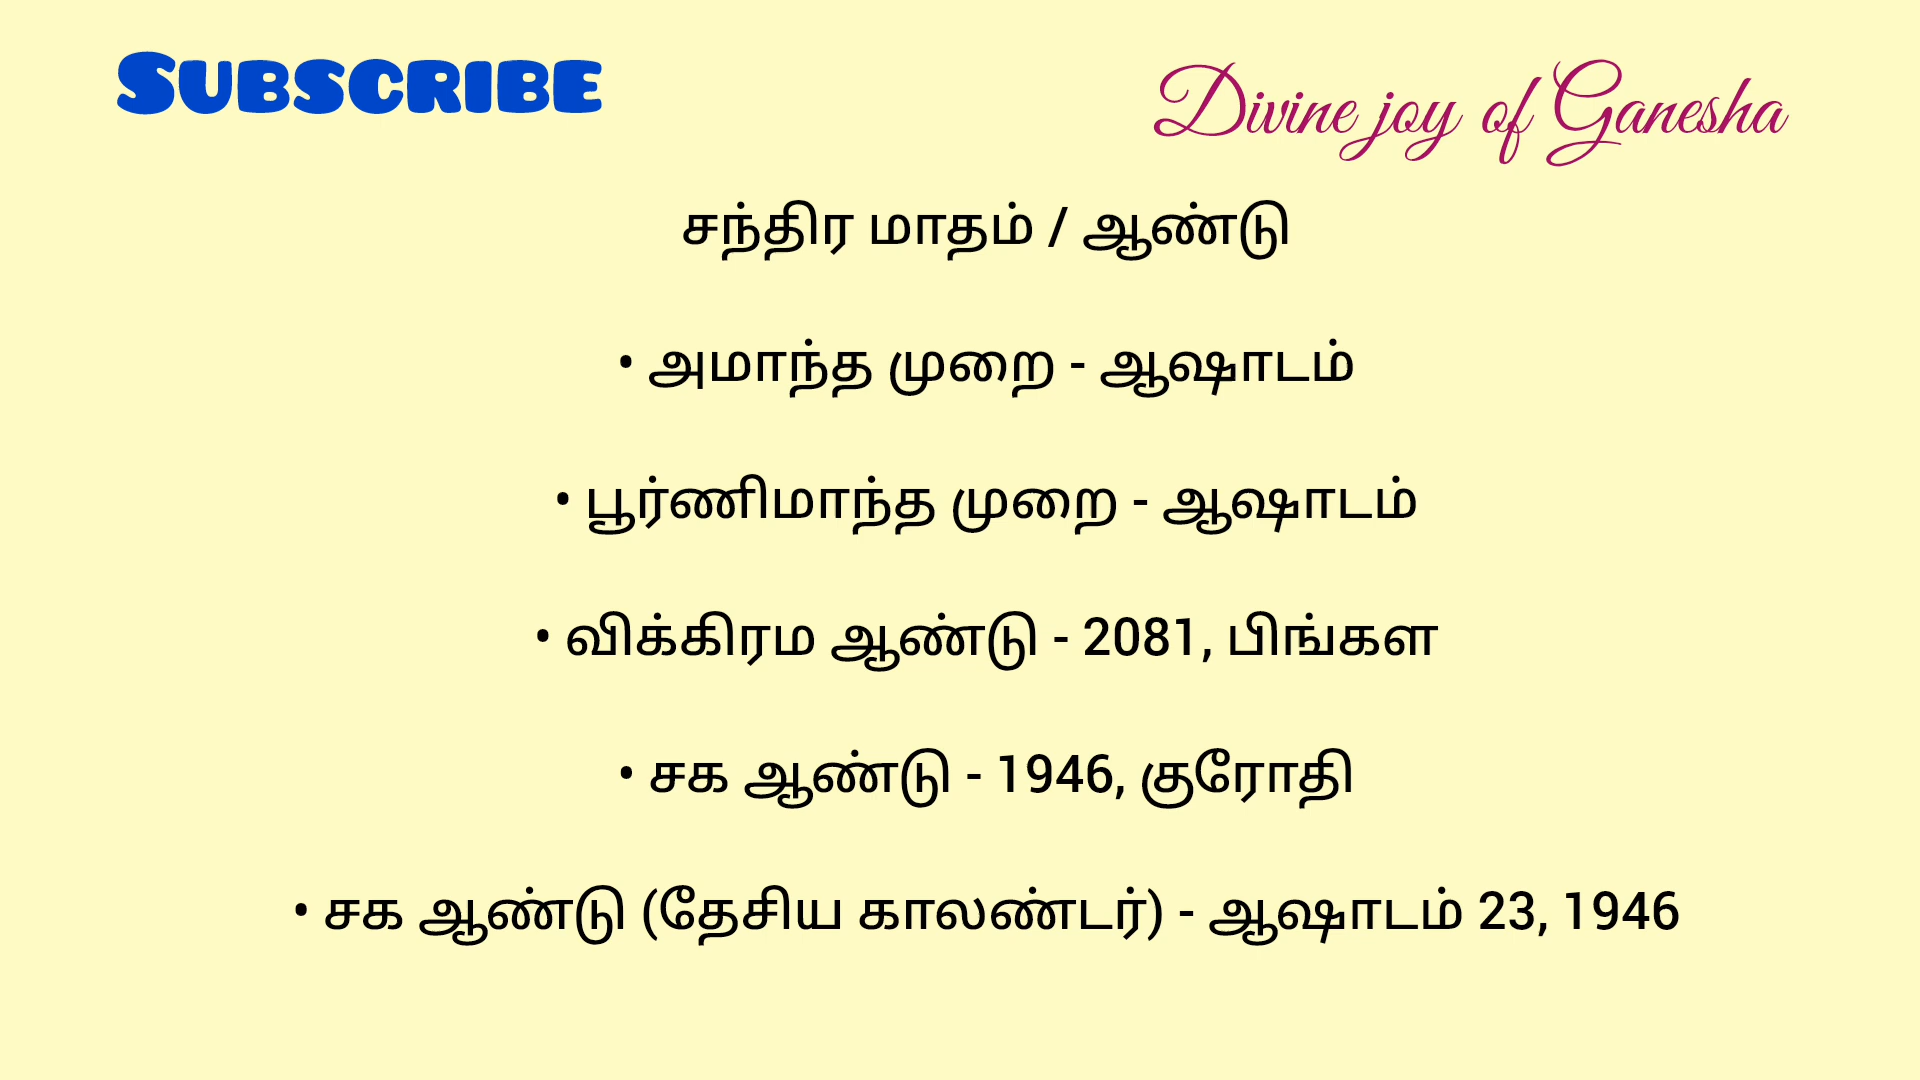 SUBSCRIBE
Divine joy of Ganesha
சந்திர மாதம் / ஆண்டு
• அமாந்த முறை - ஆஷாடம்
• பூர்ணிமாந்த முறை - ஆஷாடம்
• விக்கிரம ஆண்டு - 2081, பிங்கள
• சக ஆண்டு - 1946, குரோதி
• சக ஆண்டு (தேசிய காலண்டர்) - ஆஷாடம் 23, 1946